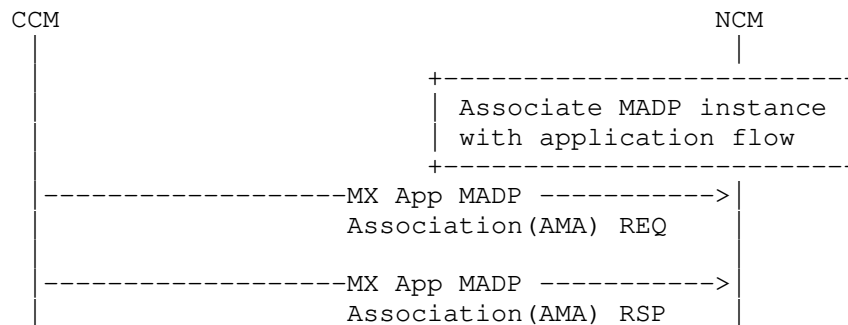 CCM NCM
Associate MADP instance
with application flow
MX App MADP
Association(AMA) REQ
MX App MADP
Association(AMA) RSP